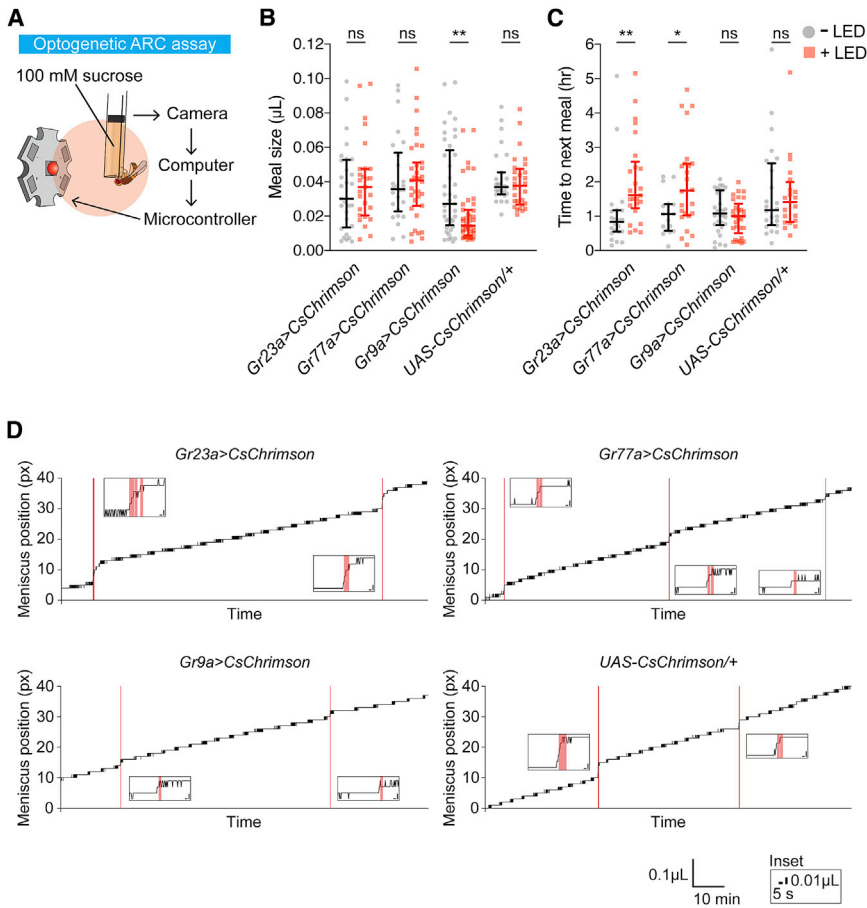 A
Optogenetic ARC assay
100 mM sucrose
Camera
Computer
Microcontroller
B
ns
ns
**
ns
Meal size (µL)
0.12
0.10
0.08
0.06
0.04
0.02
0.00
Gr23a>CsChrimson
Gr77a>CsChrimson
Gr9a>CsChrimson
UAS-CsChrimson/+
C
**
*
ns
ns
− LED
+ LED
Time to next meal (hr)
6
5
4
3
2
1
0
Gr23a>CsChrimson
Gr77a>CsChrimson
Gr9a>CsChrimson
UAS-CsChrimson/+
D
Gr23a>CsChrimson
Meniscus position (px)
40
30
20
10
0
Time
Gr77a>CsChrimson
Meniscus position (px)
40
30
20
10
0
Time
Gr9a>CsChrimson
Meniscus position (px)
40
30
20
10
0
Time
UAS-CsChrimson/+
Meniscus position (px)
40
30
20
10
0
Time
0.1µL
10 min
Inset
0.01µL
5 s